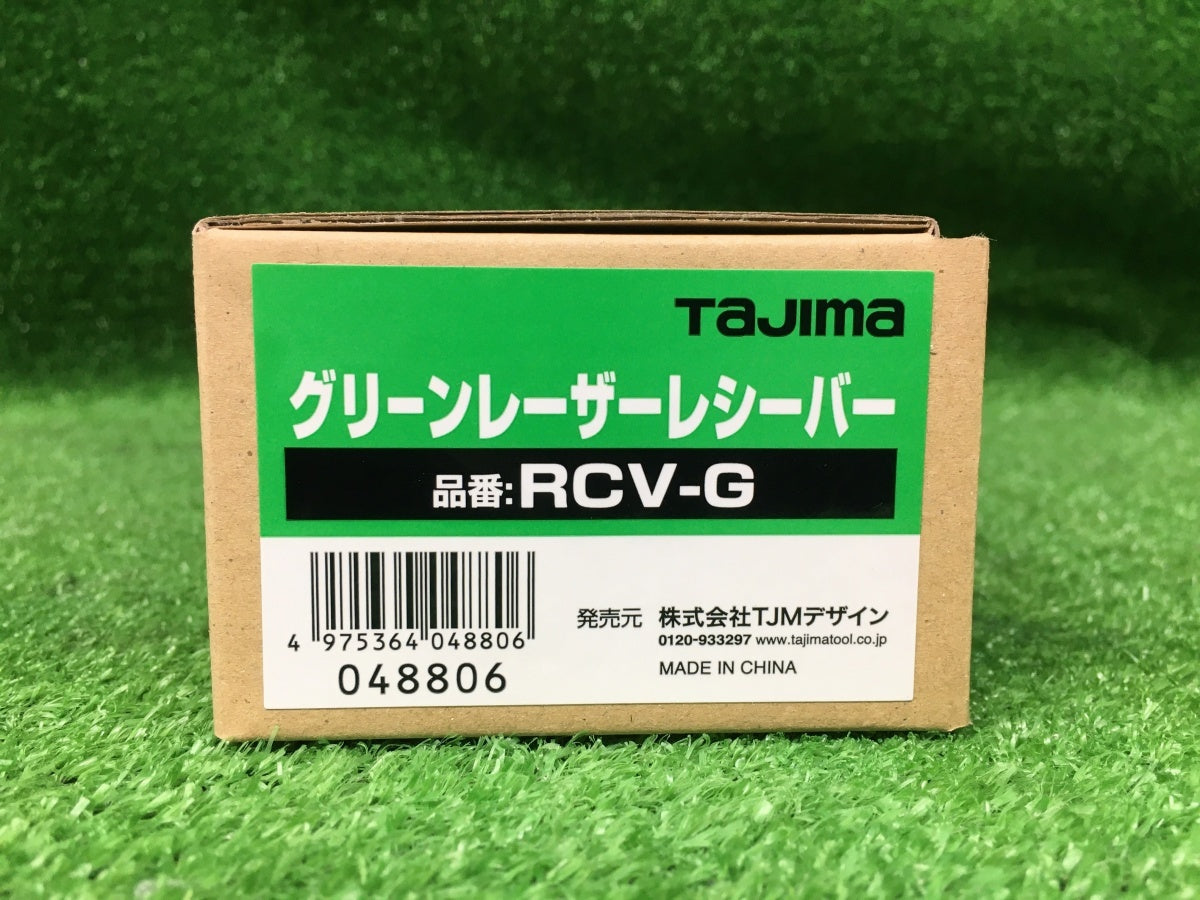 TaJIma
グリーンレーザーレシーバー
品番:RCV-G
4 975364 048806
048806
発売元 株式会社TJMデザイン
0120-933297 www.tajimatool.co.jp
MADE IN CHINA